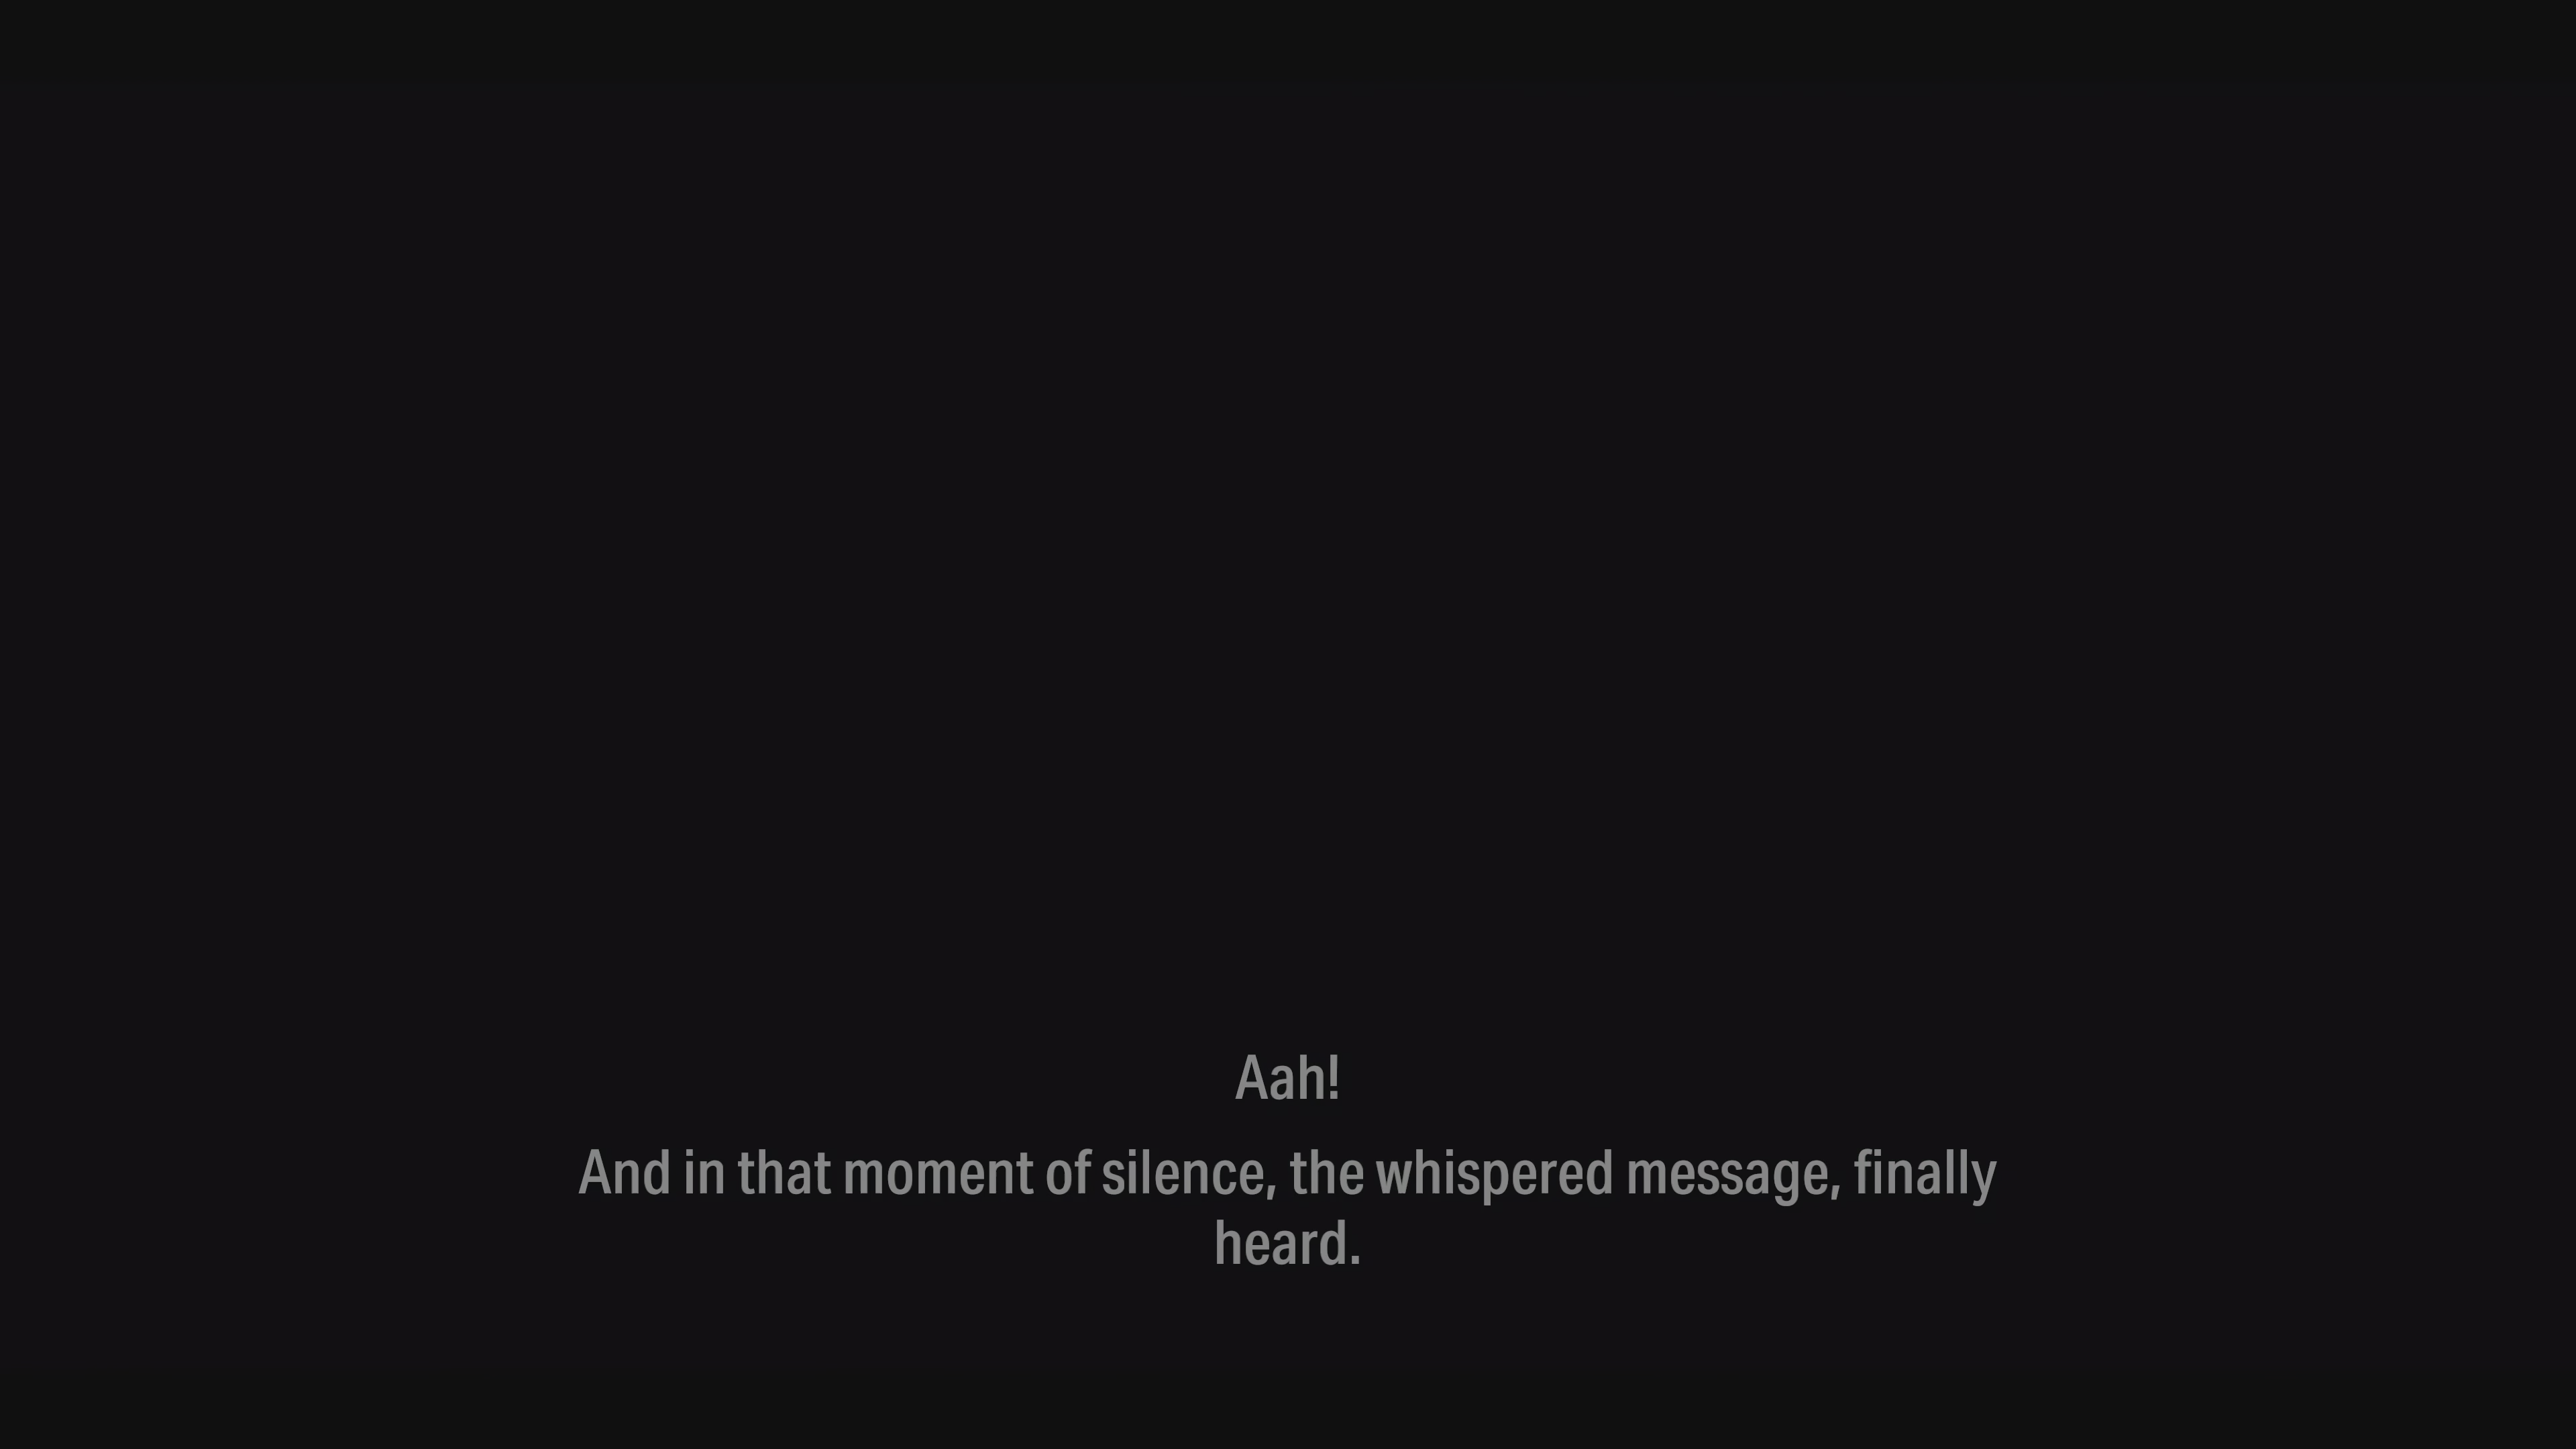 Aah!
And in that moment of silence, the whispered message, finally
heard.